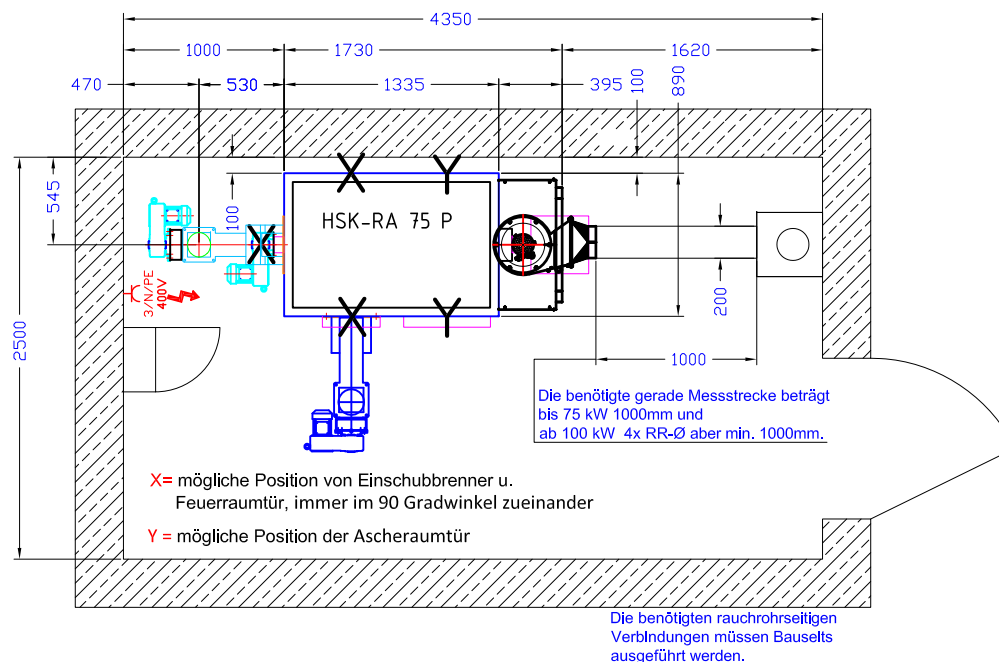 4350
1000
1730
1620
470
530
1335
395
100
890
545
100
HSK-RA 75 P
3/N/PE
400V
2500
200
1000
Die benötigte gerade Messstrecke beträgt
bis 75 kW 1000mm und
ab 100 kW 4x RR-Ø aber min. 1000mm.
X= mögliche Position von Einschubbrenner u.
Feuerraumtür, immer im 90 Gradwinkel zueinander
Y = mögliche Position der Ascheraumtür
Die benötigten rauchrohrseitigen
Verbindungen müssen Bauseits
ausgeführt werden.